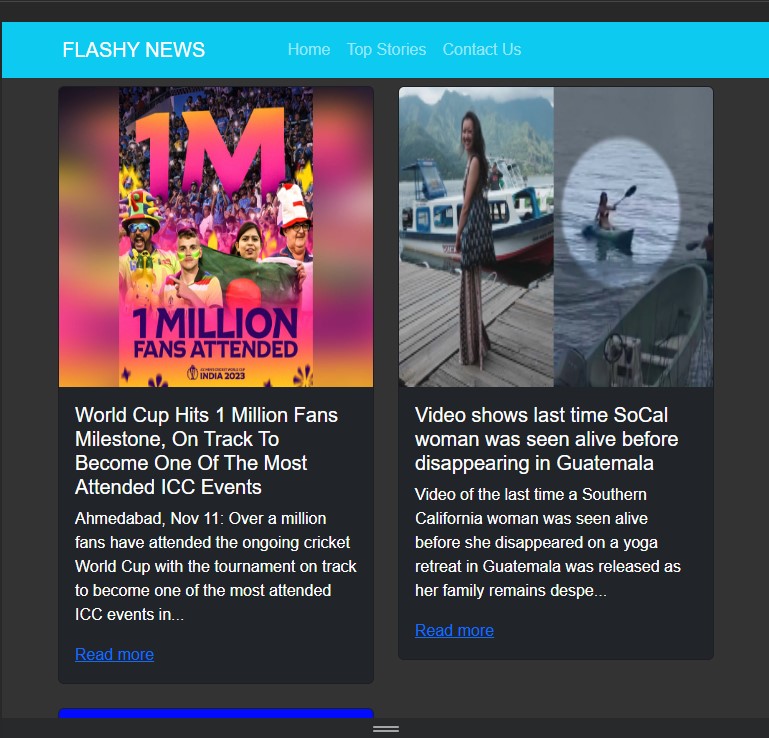 FLASHY NEWS
Home Top Stories Contact Us
1M
1 MILLION
FANS ATTENDED
INDIA 2023
World Cup Hits 1 Million Fans
Milestone, On Track To
Become One Of The Most
Attended ICC Events
Ahmedabad, Nov 11: Over a million
fans have attended the ongoing cricket
World Cup with the tournament on track
to become one of the most attended
ICC events in...
Read more
Video shows last time SoCal
woman was seen alive before
disappearing in Guatemala
Video of the last time a Southern
California woman was seen alive
before she disappeared on a yoga
retreat in Guatemala was released as
her family remains despe...
Read more